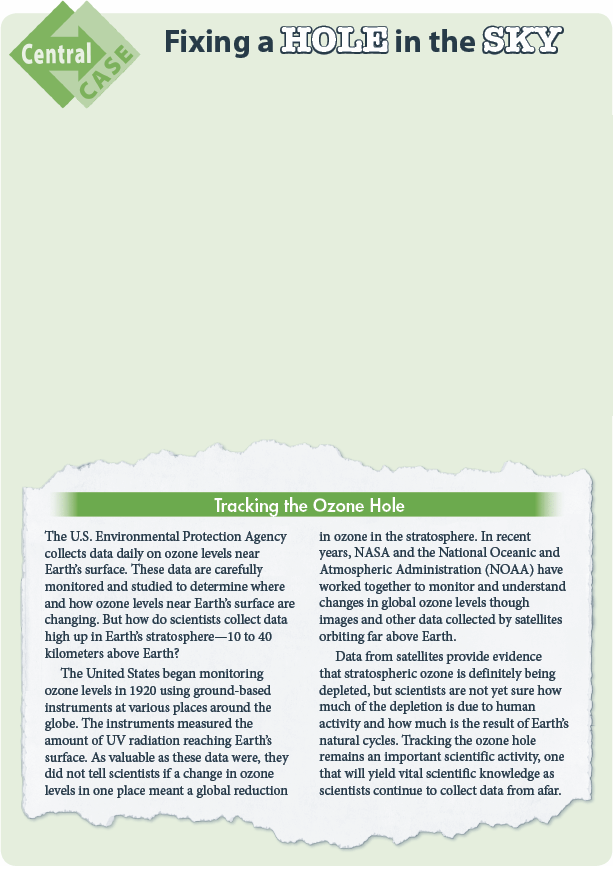 Central
CASE
Fixing a HOLE in the SKY
Tracking the Ozone Hole
The U.S. Environmental Protection Agency
collects data daily on ozone levels near
Earth's surface. These data are carefully
monitored and studied to determine where
and how ozone levels near Earth's surface are
changing. But how do scientists collect data
high up in Earth's stratosphere—10 to 40
kilometers above Earth?
The United States began monitoring
ozone levels in 1920 using ground-based
instruments at various places around the
globe. The instruments measured the
amount of UV radiation reaching Earth's
surface. As valuable as these data were, they
did not tell scientists if a change in ozone
levels in one place meant a global reduction
in ozone in the stratosphere. In recent
years, NASA and the National Oceanic and
Atmospheric Administration (NOAA) have
worked together to monitor and understand
changes in global ozone levels though
images and other data collected by satellites
orbiting far above Earth.
Data from satellites provide evidence
that stratospheric ozone is definitely being
depleted, but scientists are not yet sure how
much of the depletion is due to human
activity and how much is the result of Earth's
natural cycles. Tracking the ozone hole
remains an important scientific activity, one
that will yield vital scientific knowledge as
scientists continue to collect data from afar.